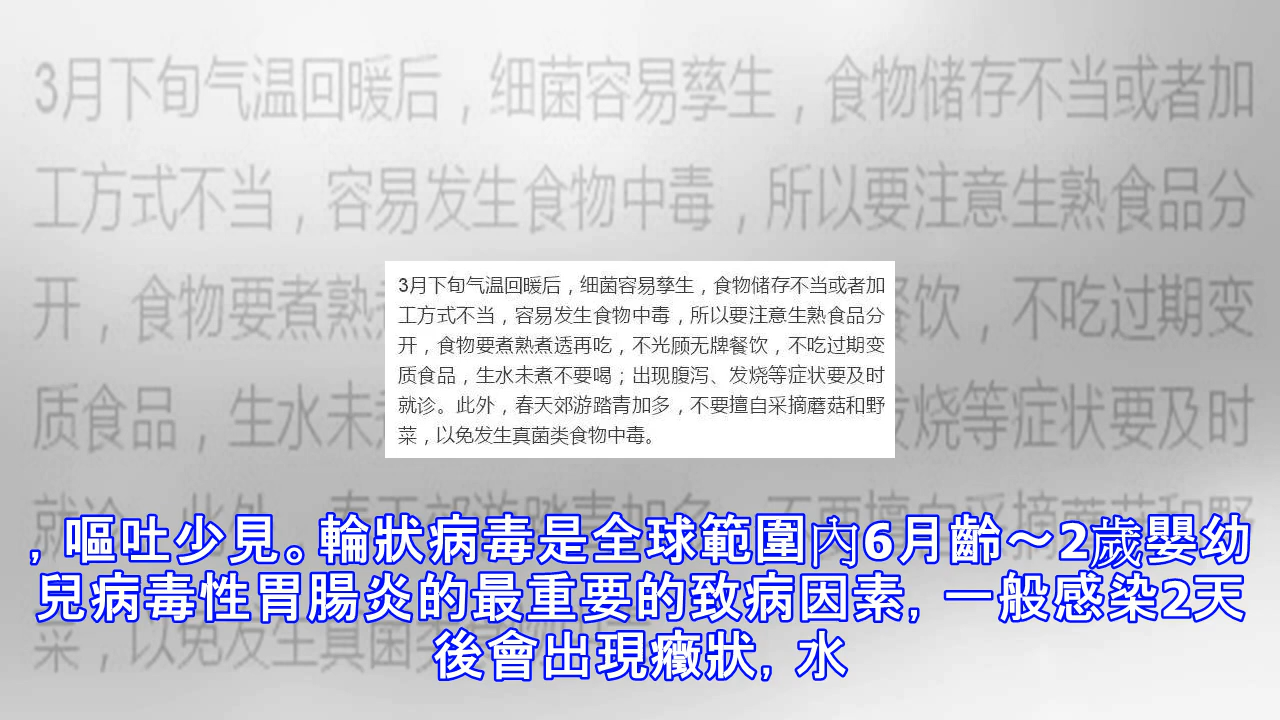 3月下旬气温回暖后，细菌容易孳生，食物储存不当或者加
工方式不当，容易发生食物中毒，所以要注意生熟食品分
开，食物要煮熟煮透再吃，不光顾无牌餐饮，不吃过期变
质食品，生水未煮不要喝；出现腹泻、发烧等症状要及时
就诊。此外，春天郊游踏青加多，不要擅自采摘蘑菇和野
菜，以免发生真菌类食物中毒。
，嘔吐少見。輪狀病毒是全球範圍內6月齡～2歲嬰幼
兒病毒性胃腸炎的最重要的致病因素，一般感染2天
後會出現癥狀，水